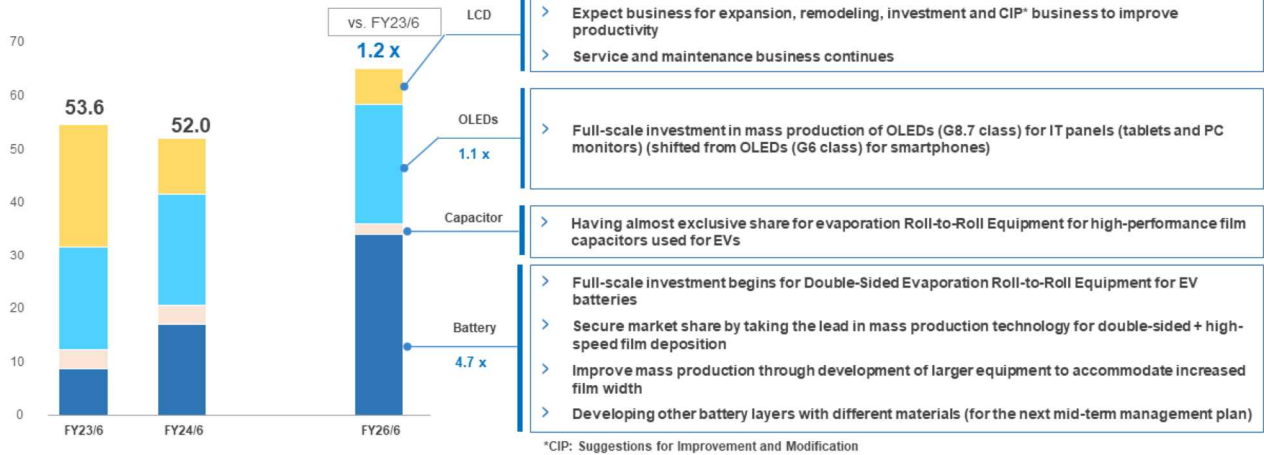 70
60
50
40
30
20
10
0
53.6
52.0
vs. FY23/6
1.2 x
FY23/6
FY24/6
FY26/6
LCD
> Expect business for expansion, remodeling, investment and CIP* business to improve
productivity
> Service and maintenance business continues
OLEDs
1.1 x
> Full-scale investment in mass production of OLEDs (G8.7 class) for IT panels (tablets and PC
monitors) (shifted from OLEDs (G6 class) for smartphones)
Capacitor
> Having almost exclusive share for evaporation Roll-to-Roll Equipment for high-performance film
capacitors used for EVs
Battery
4.7 x
> Full-scale investment begins for Double-Sided Evaporation Roll-to-Roll Equipment for EV
batteries
> Secure market share by taking the lead in mass production technology for double-sided + high-
speed film deposition
> Improve mass production through development of larger equipment to accommodate increased
film width
> Developing other battery layers with different materials (for the next mid-term management plan)
*CIP: Suggestions for Improvement and Modification